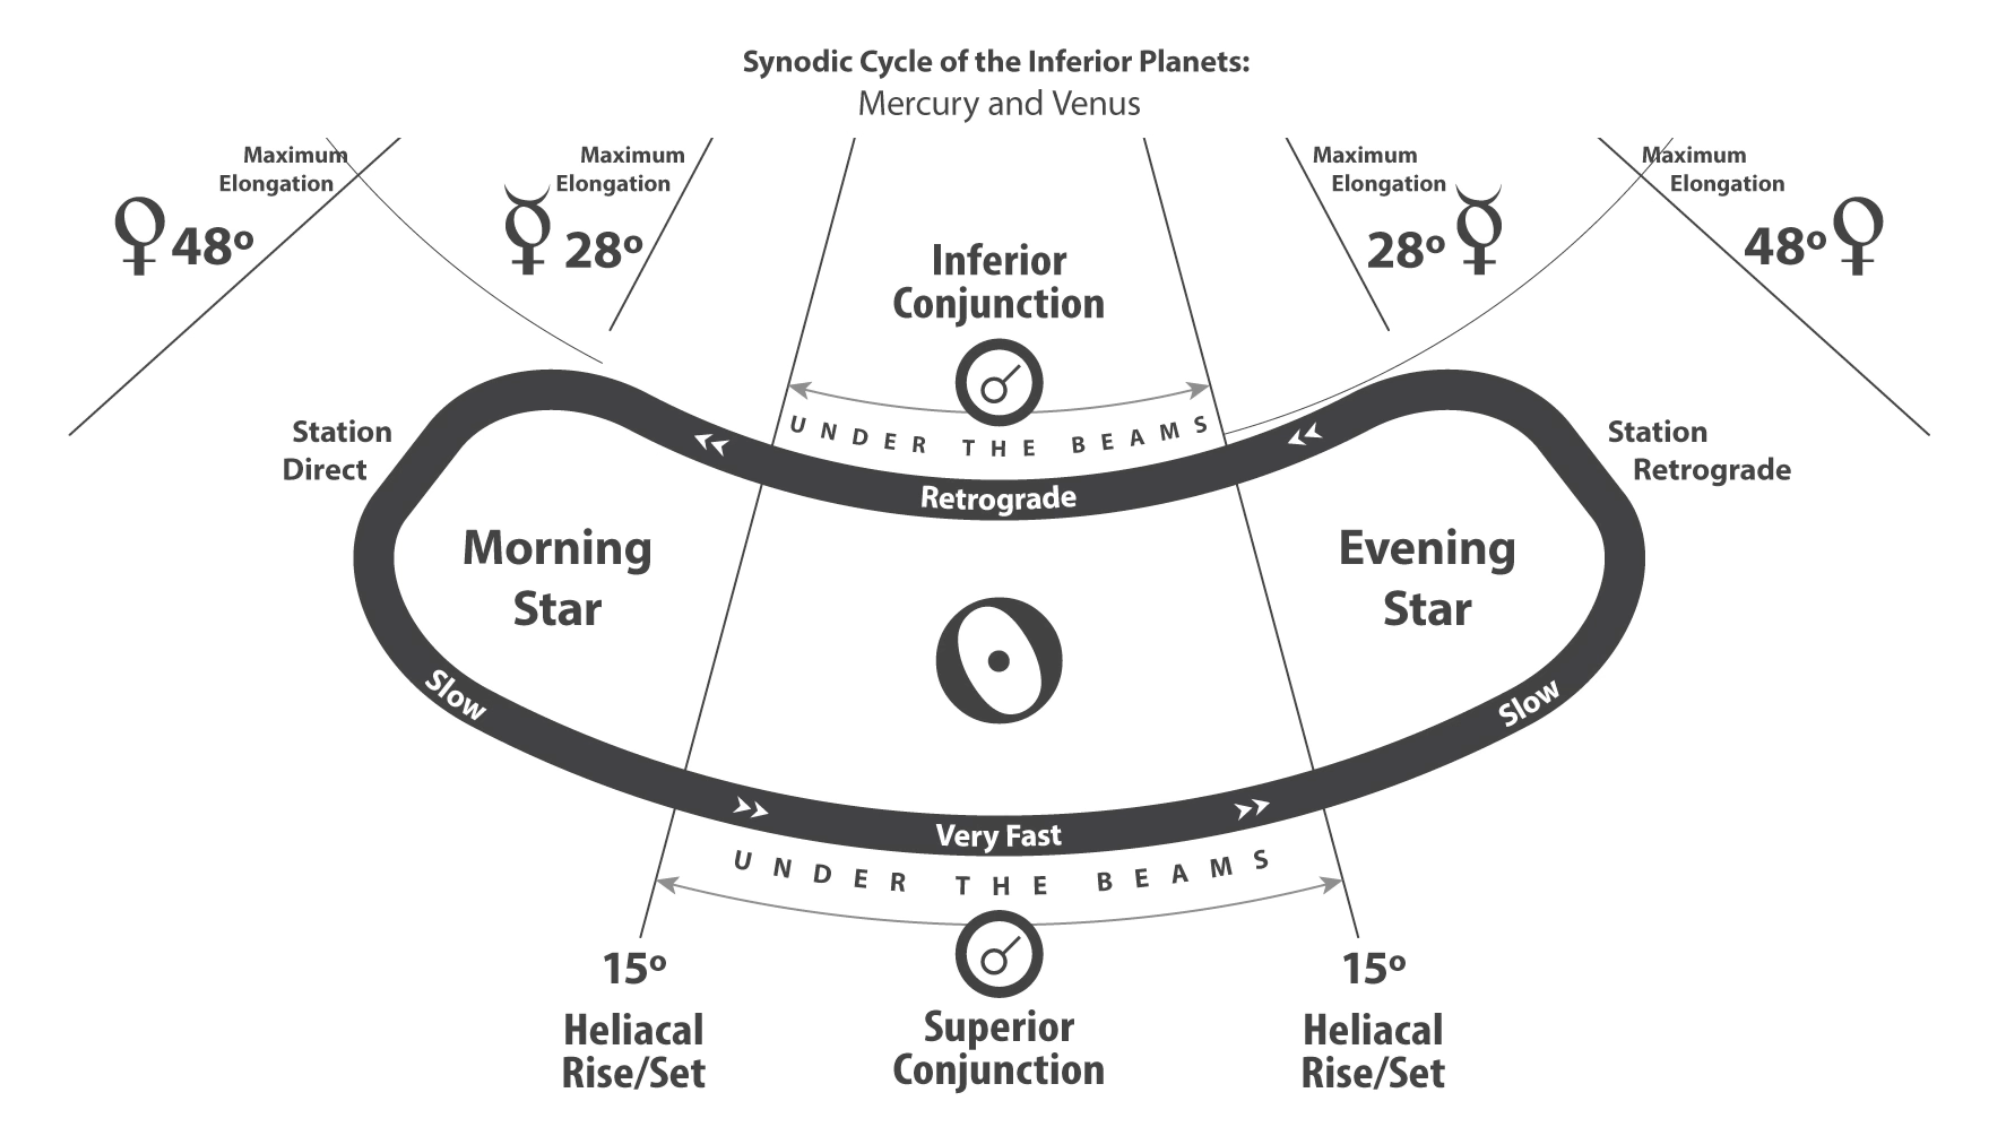 Synodic Cycle of the Inferior Planets:
Mercury and Venus
Maximum
Elongation
48º
Maximum
Elongation
28º
Maximum
Elongation
28º
Maximum
Elongation
48º
Inferior
Conjunction
UNDER THE BEAMS
Retrograde
Station
Direct
Station
Retrograde
Morning
Star
Evening
Star
Slow
Slow
Very Fast
UNDER THE BEAMS
15º
Heliacal
Rise/Set
Superior
Conjunction
15º
Heliacal
Rise/Set